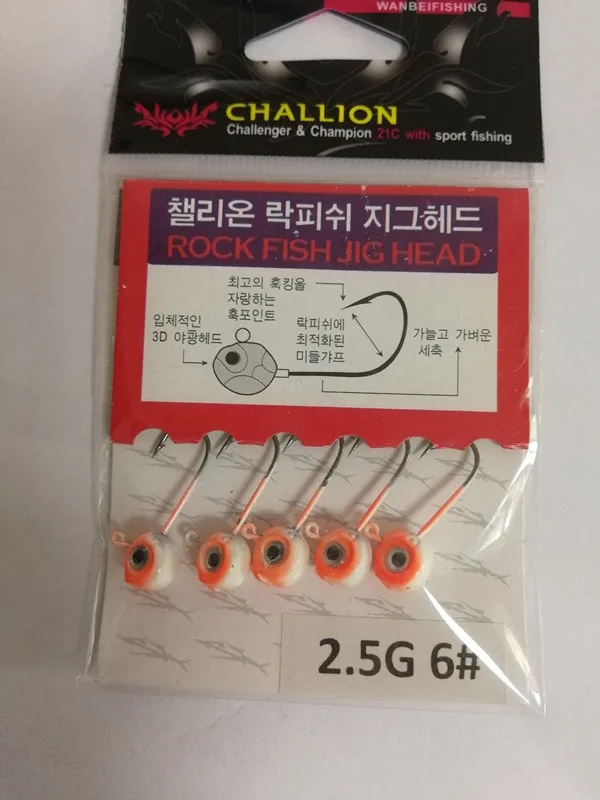 WANBEIFISHING
CHALLION
Challenger & Champion 21C with sport fishing
챌리온 락피쉬 지그헤드
ROCK FISH JIG HEAD
최고의 훅킹을
자랑하는
훅포인트
입체적인
3D 야광헤드
락피쉬에
최적화된
미들갸프
가늘고 가벼운
세축
2.5G 6#